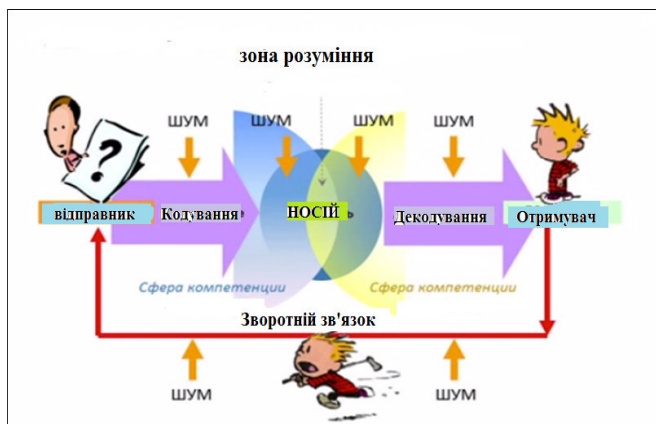 зона розуміння
ШУМ ШУМ ШУМ ШУМ
?
відправник Кодування НОСІЙ Декодування Отримувач
Сфера компетенции Сфера компетенции
Зворотній зв'язок
ШУМ ШУМ